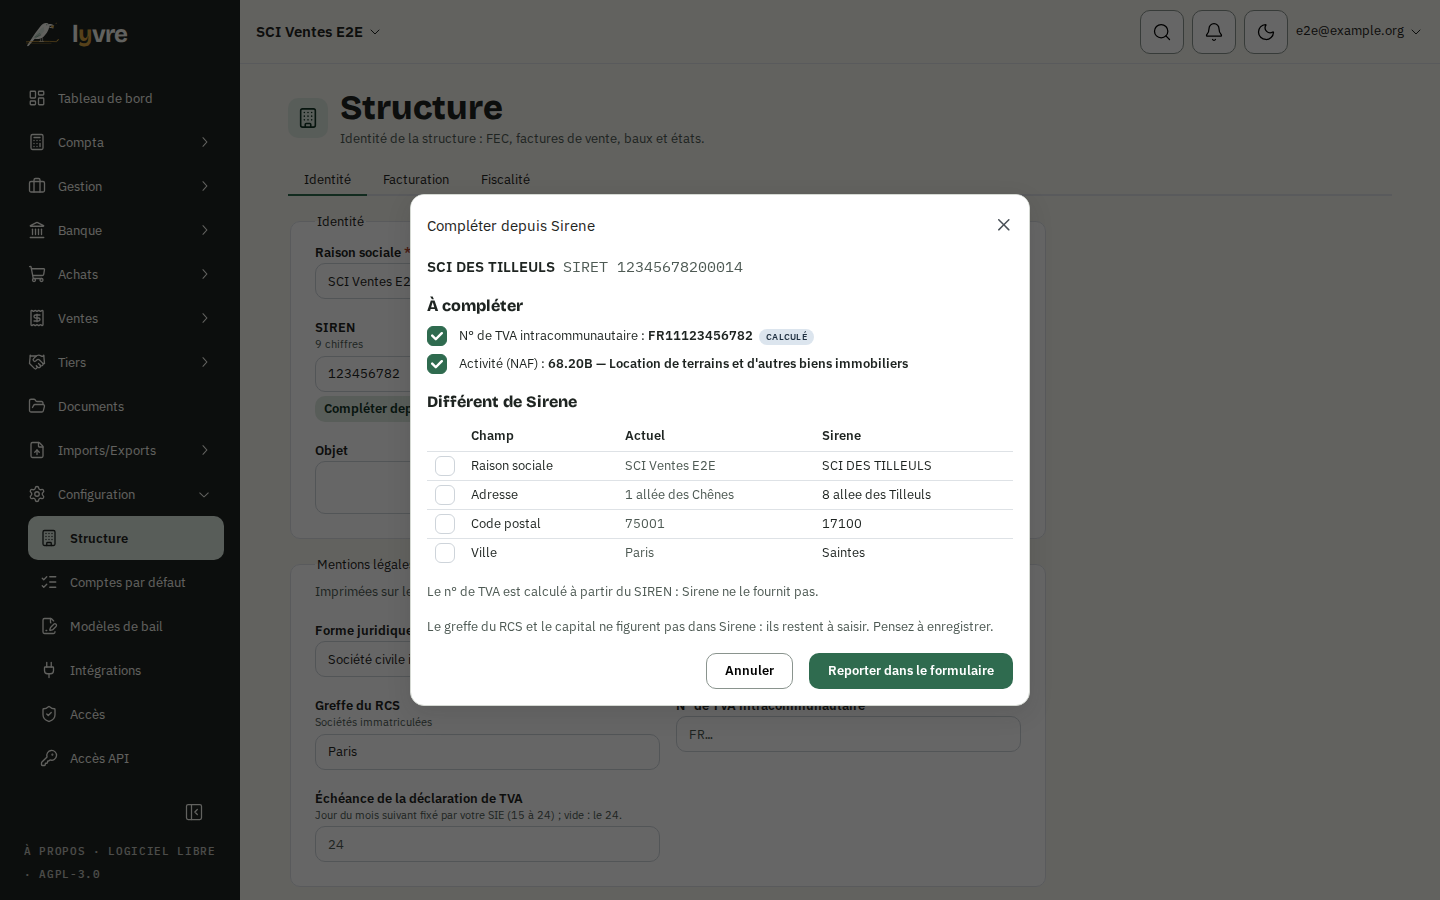 lyvre
SCI Ventes E2E
e2e@example.org
Tableau de bord
Compta
Gestion
Banque
Achats
Ventes
Tiers
Documents
Imports/Exports
Configuration
Structure
Comptes par défaut
Modèles de bail
Intégrations
Accès
Accès API
À PROPOS · LOGICIEL LIBRE
· AGPL-3.0
Structure
Identité de la structure : FEC, factures de vente, baux et états.
Identité Facturation Fiscalité
Identité
Raison sociale *
SCI Ventes E2
SIREN
9 chiffres
123456782
Compléter
Objet
Mentions
Imprimées sur
Forme juridique
Société civile
Greffe du RCS
Sociétés immatriculées
Paris
N° de TVA intracommunautaire
FR…
Échéance de la déclaration de TVA
Jour du mois suivant fixé par votre SIE (15 à 24) ; vide : le 24.
24
Compléter depuis Sirene
SCI DES TILLEULS SIRET 12345678200014
À compléter
N° de TVA intracommunautaire : FR11123456782 CALCULÉ
Activité (NAF) : 68.20B — Location de terrains et d'autres biens immobiliers
Différent de Sirene
Champ Actuel Sirene
Raison sociale SCI Ventes E2E SCI DES TILLEULS
Adresse 1 allée des Chênes 8 allee des Tilleuls
Code postal 75001 17100
Ville Paris Saintes
Le n° de TVA est calculé à partir du SIREN : Sirene ne le fournit pas.
Le greffe du RCS et le capital ne figurent pas dans Sirene : ils restent à saisir. Pensez à enregistrer.
Annuler Reporter dans le formulaire